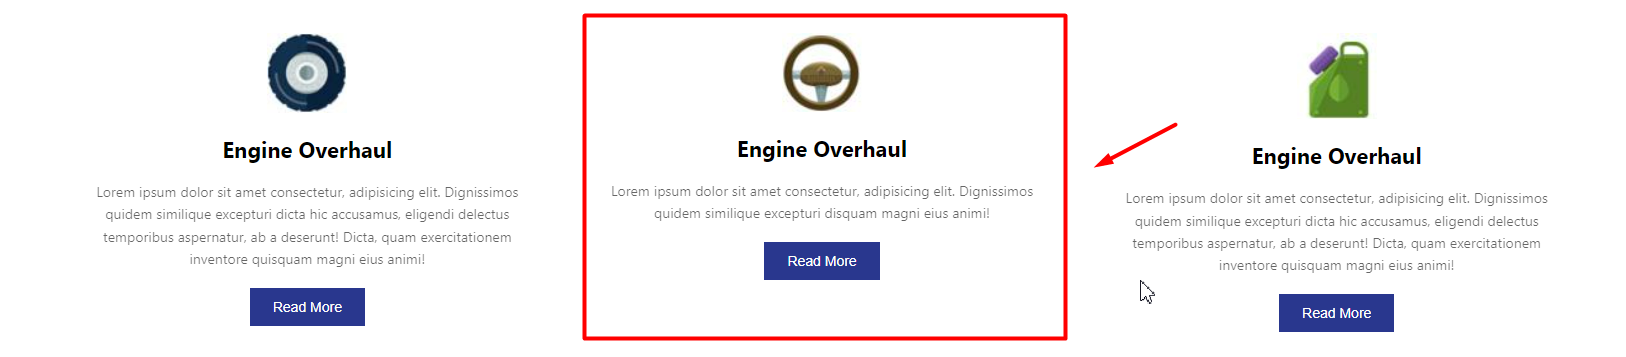 Engine Overhaul
Lorem ipsum dolor sit amet consectetur, adipisicing elit. Dignissimos
quidem similique excepturi dicta hic accusamus, eligendi delectus
temporibus aspernatur, ab a deserunt! Dicta, quam exercitationem
inventore quisquam magni eius animi!
Read More
Engine Overhaul
Lorem ipsum dolor sit amet consectetur, adipisicing elit. Dignissimos
quidem similique excepturi disquam magni eius animi!
Read More
Engine Overhaul
Lorem ipsum dolor sit amet consectetur, adipisicing elit. Dignissimos
quidem similique excepturi dicta hic accusamus, eligendi delectus
temporibus aspernatur, ab a deserunt! Dicta, quam exercitationem
inventore quisquam magni eius animi!
Read More